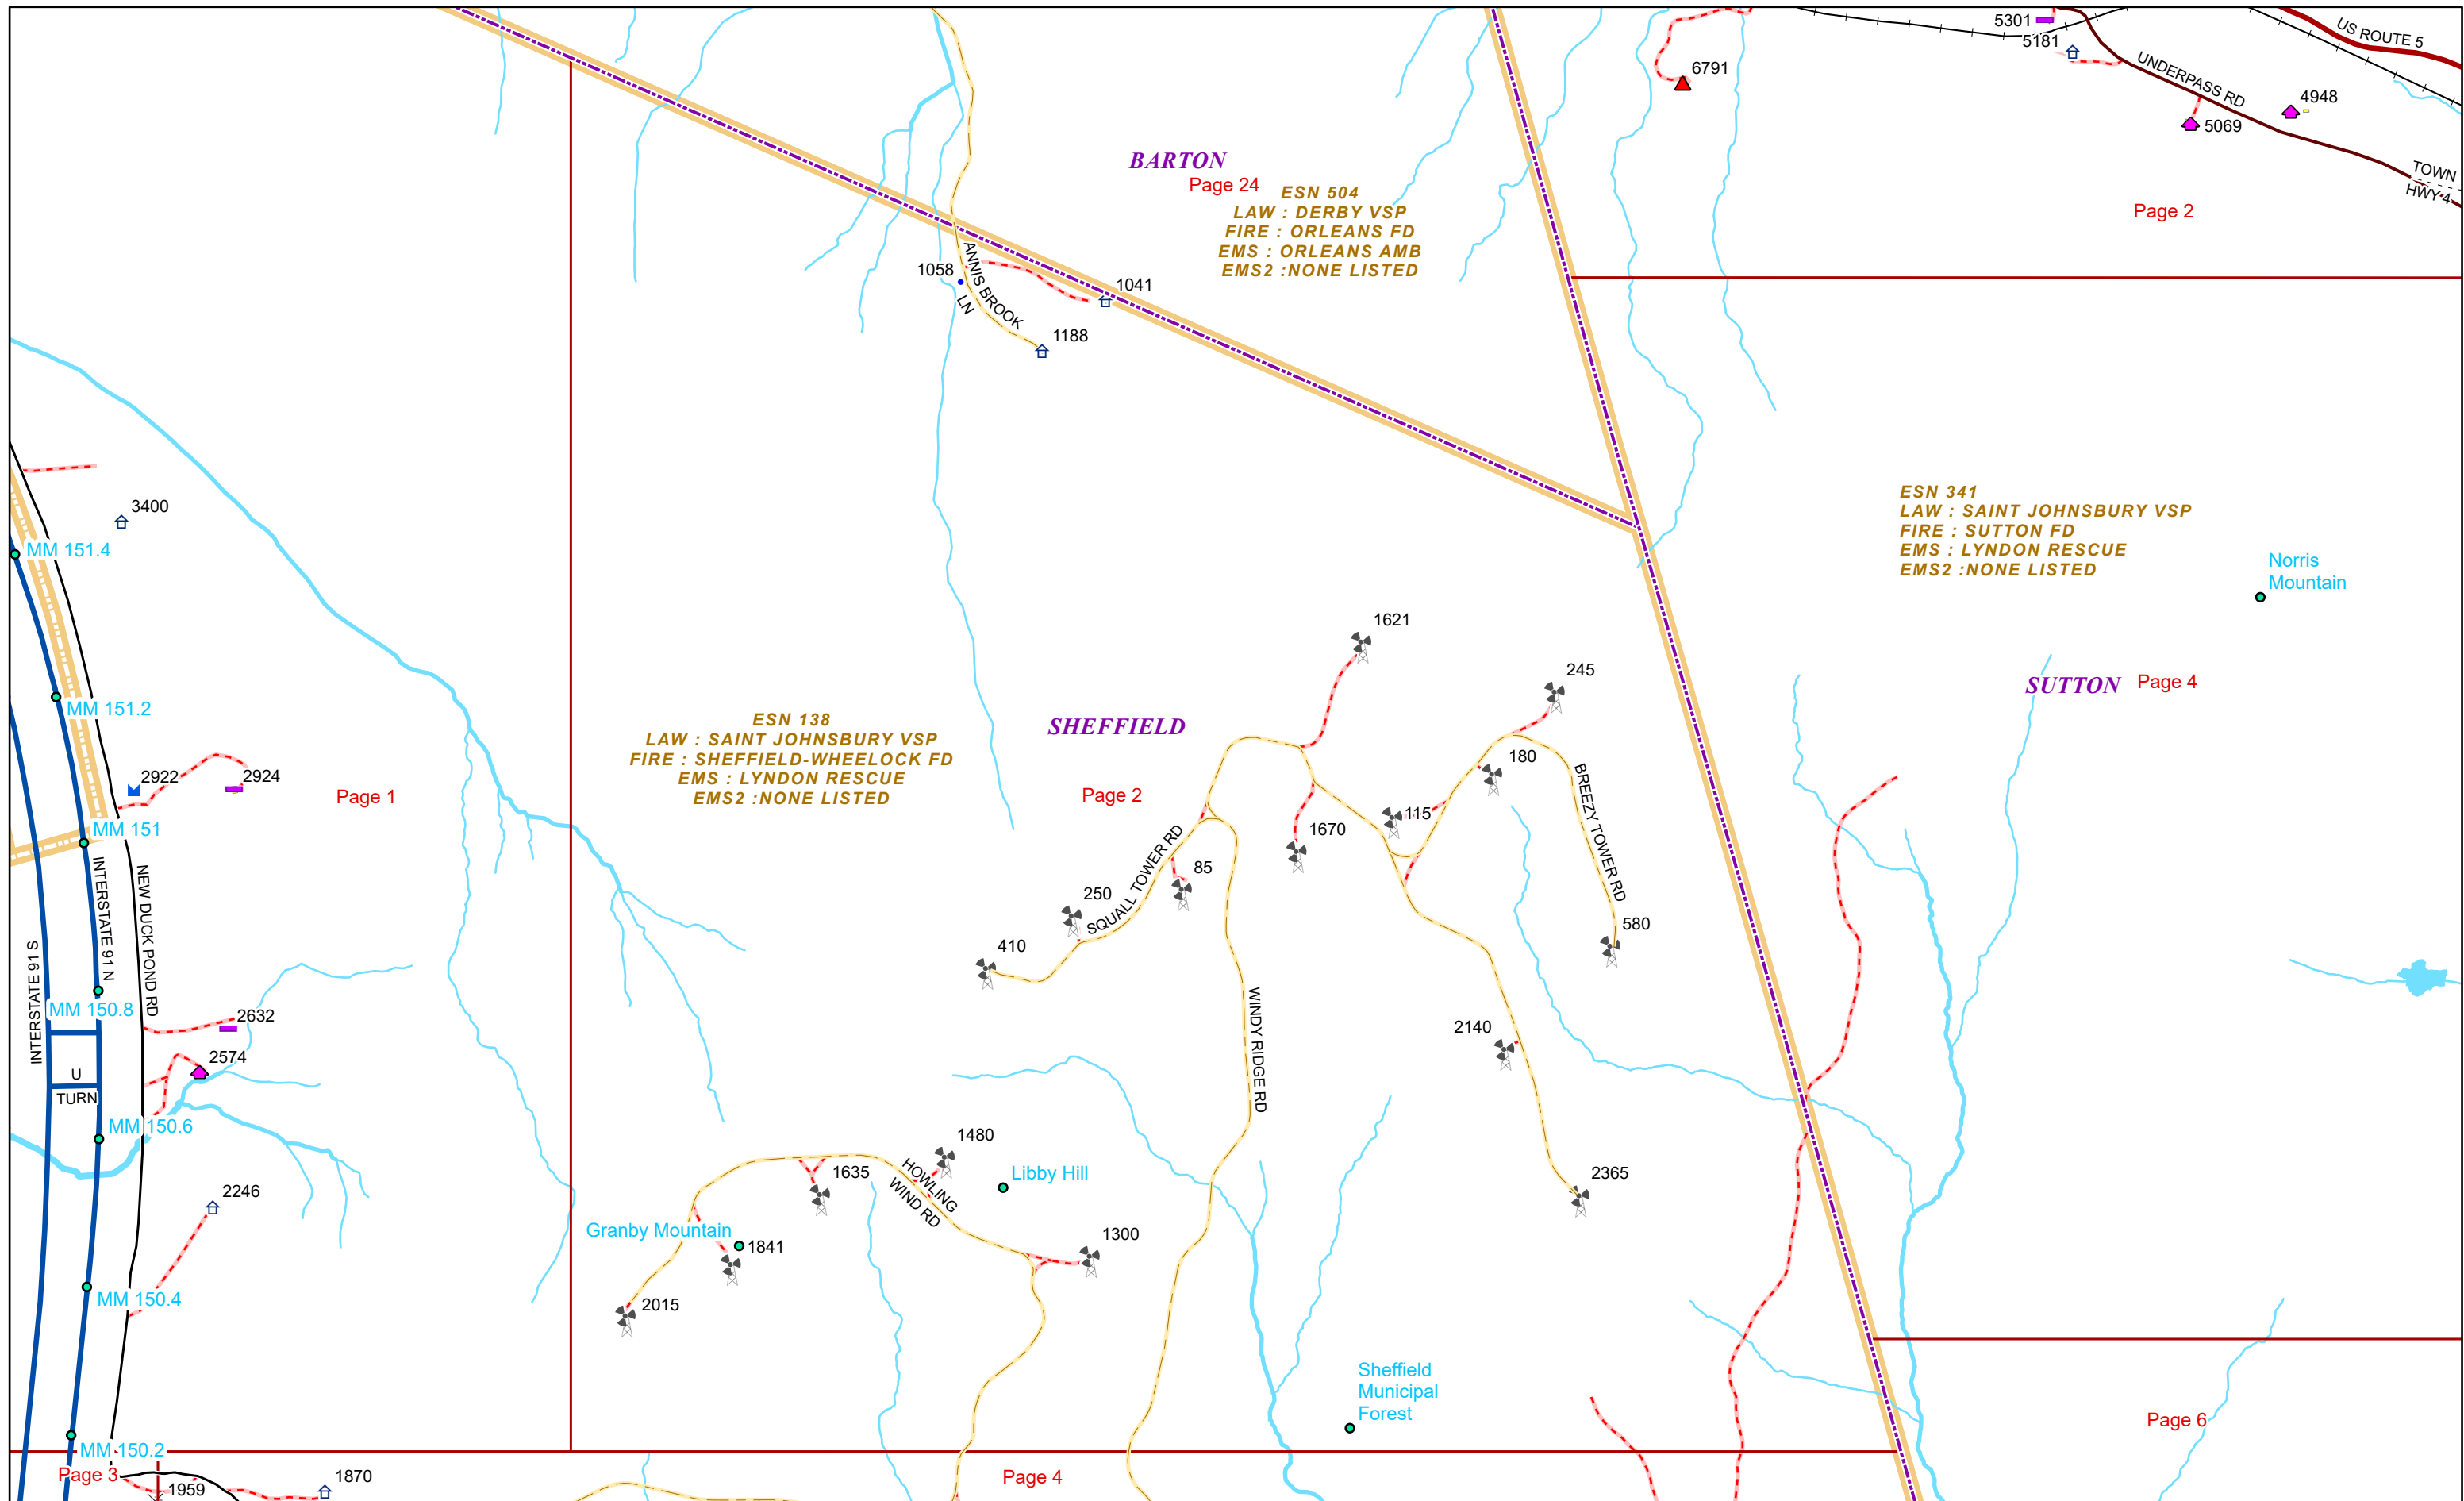 5301
5181
US ROUTE 5
6791
UNDERPASS RD
4948
5069
TOWN
HWY 4
BARTON
Page 24
ESN 504
LAW : DERBY VSP
FIRE : ORLEANS FD
EMS : ORLEANS AMB
EMS2 :NONE LISTED
Page 2
1058
ANNIS BROOK
LN
1041
1188
3400
MM 151.4
ESN 341
LAW : SAINT JOHNSBURY VSP
FIRE : SUTTON FD
EMS : LYNDON RESCUE
EMS2 :NONE LISTED
Norris
Mountain
1621
245
SUTTON
Page 4
MM 151.2
ESN 138
LAW : SAINT JOHNSBURY VSP
FIRE : SHEFFIELD-WHEELOCK FD
EMS : LYNDON RESCUE
EMS2 :NONE LISTED
SHEFFIELD
Page 2
180
BREEZY TOWER RD
2922
2924
Page 1
MM 151
115
1670
SQUALL TOWER RD
85
250
410
580
INTERSTATE 91 S
INTERSTATE 91 N
NEW DUCK POND RD
MM 150.8
2632
WINDY RIDGE RD
2140
2574
U
TURN
MM 150.6
1480
1635
HOWLING
WIND RD
Libby Hill
2365
2246
Granby Mountain
1841
1300
MM 150.4
2015
Sheffield
Municipal
Forest
Page 6
MM 150.2
Page 3
1959
1870
Page 4